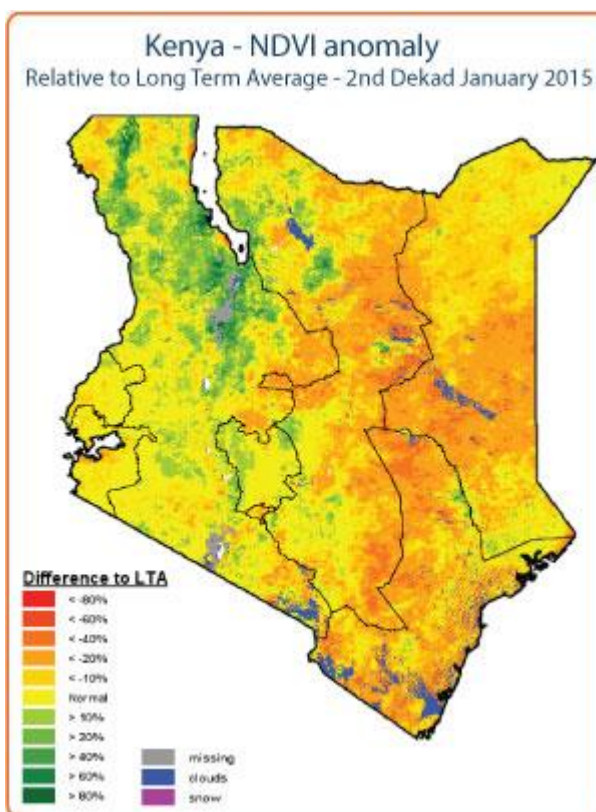 Kenya - NDVI anomaly
Relative to Long Term Average - 2nd Dekad January 2015
Difference to LTA
< -80%
< -60%
< -40%
< -20%
< -10%
Normal
> 10%
> 20%
> 40%
> 60%
> 80%
missing
clouds
snow